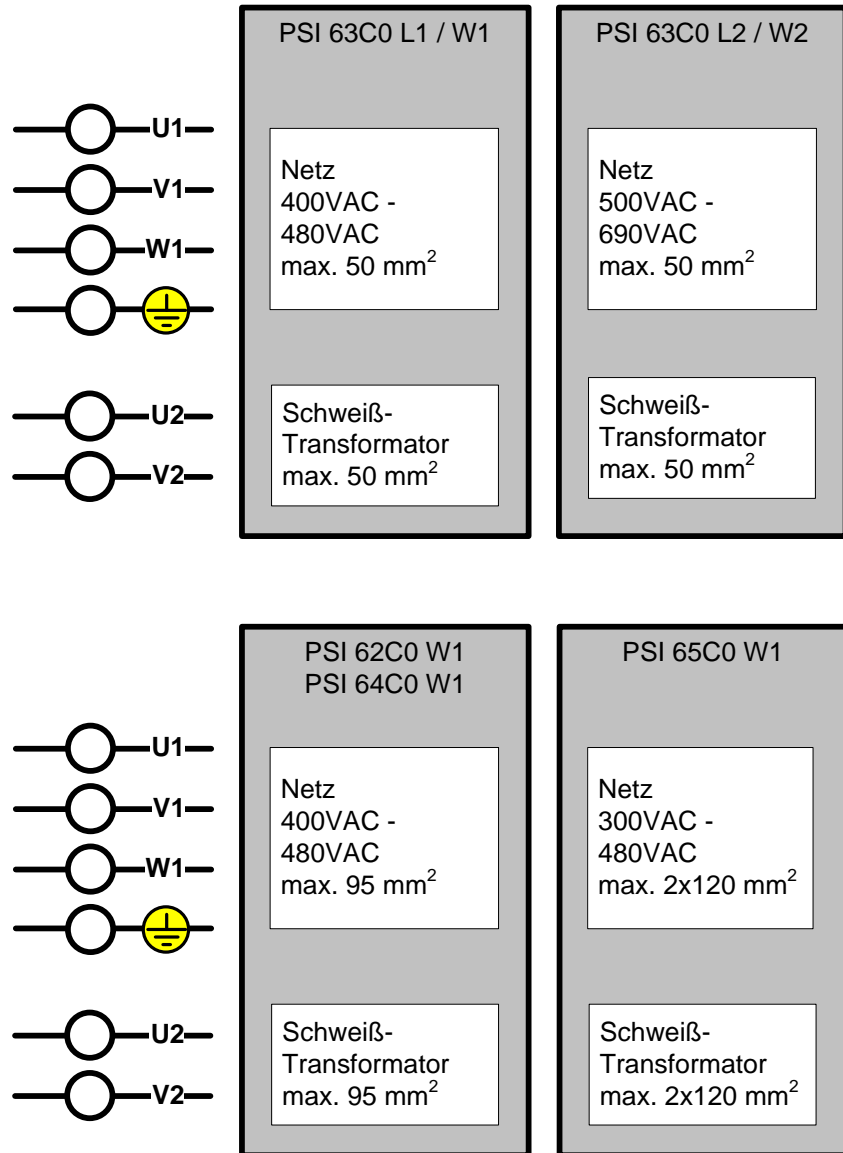 PSI 63C0 L1 / W1
PSI 63C0 L2 / W2
U1
V1
W1
U2
V2
Netz
400VAC -
480VAC
max. 50 mm²
Schweiß-
Transformator
max. 50 mm²
Netz
500VAC -
690VAC
max. 50 mm²
Schweiß-
Transformator
max. 50 mm²
PSI 62C0 W1
PSI 64C0 W1
PSI 65C0 W1
U1
V1
W1
U2
V2
Netz
400VAC -
480VAC
max. 95 mm²
Schweiß-
Transformator
max. 95 mm²
Netz
300VAC -
480VAC
max. 2x120 mm²
Schweiß-
Transformator
max. 2x120 mm²